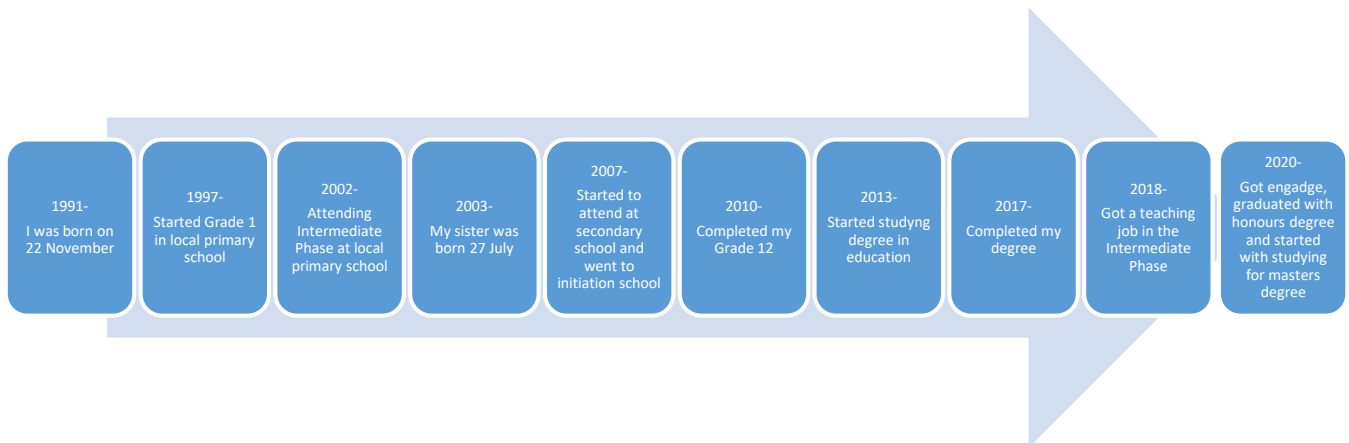 1991-
I was born on
22 November
1997-
Started Grade 1
in local primary
school
2002-
Attending
Intermediate
Phase at local
primary school
2003-
My sister was
born 27 July
2007-
Started to
attend at
secondary
school and
went to
initiation school
2010-
Completed my
Grade 12
2013-
Started studyng
degree in
education
2017-
Completed my
degree
2018-
Got a teaching
job in the
Intermediate
Phase
2020-
Got engadge,
graduated with
honours degree
and started
with studying
for masters
degree